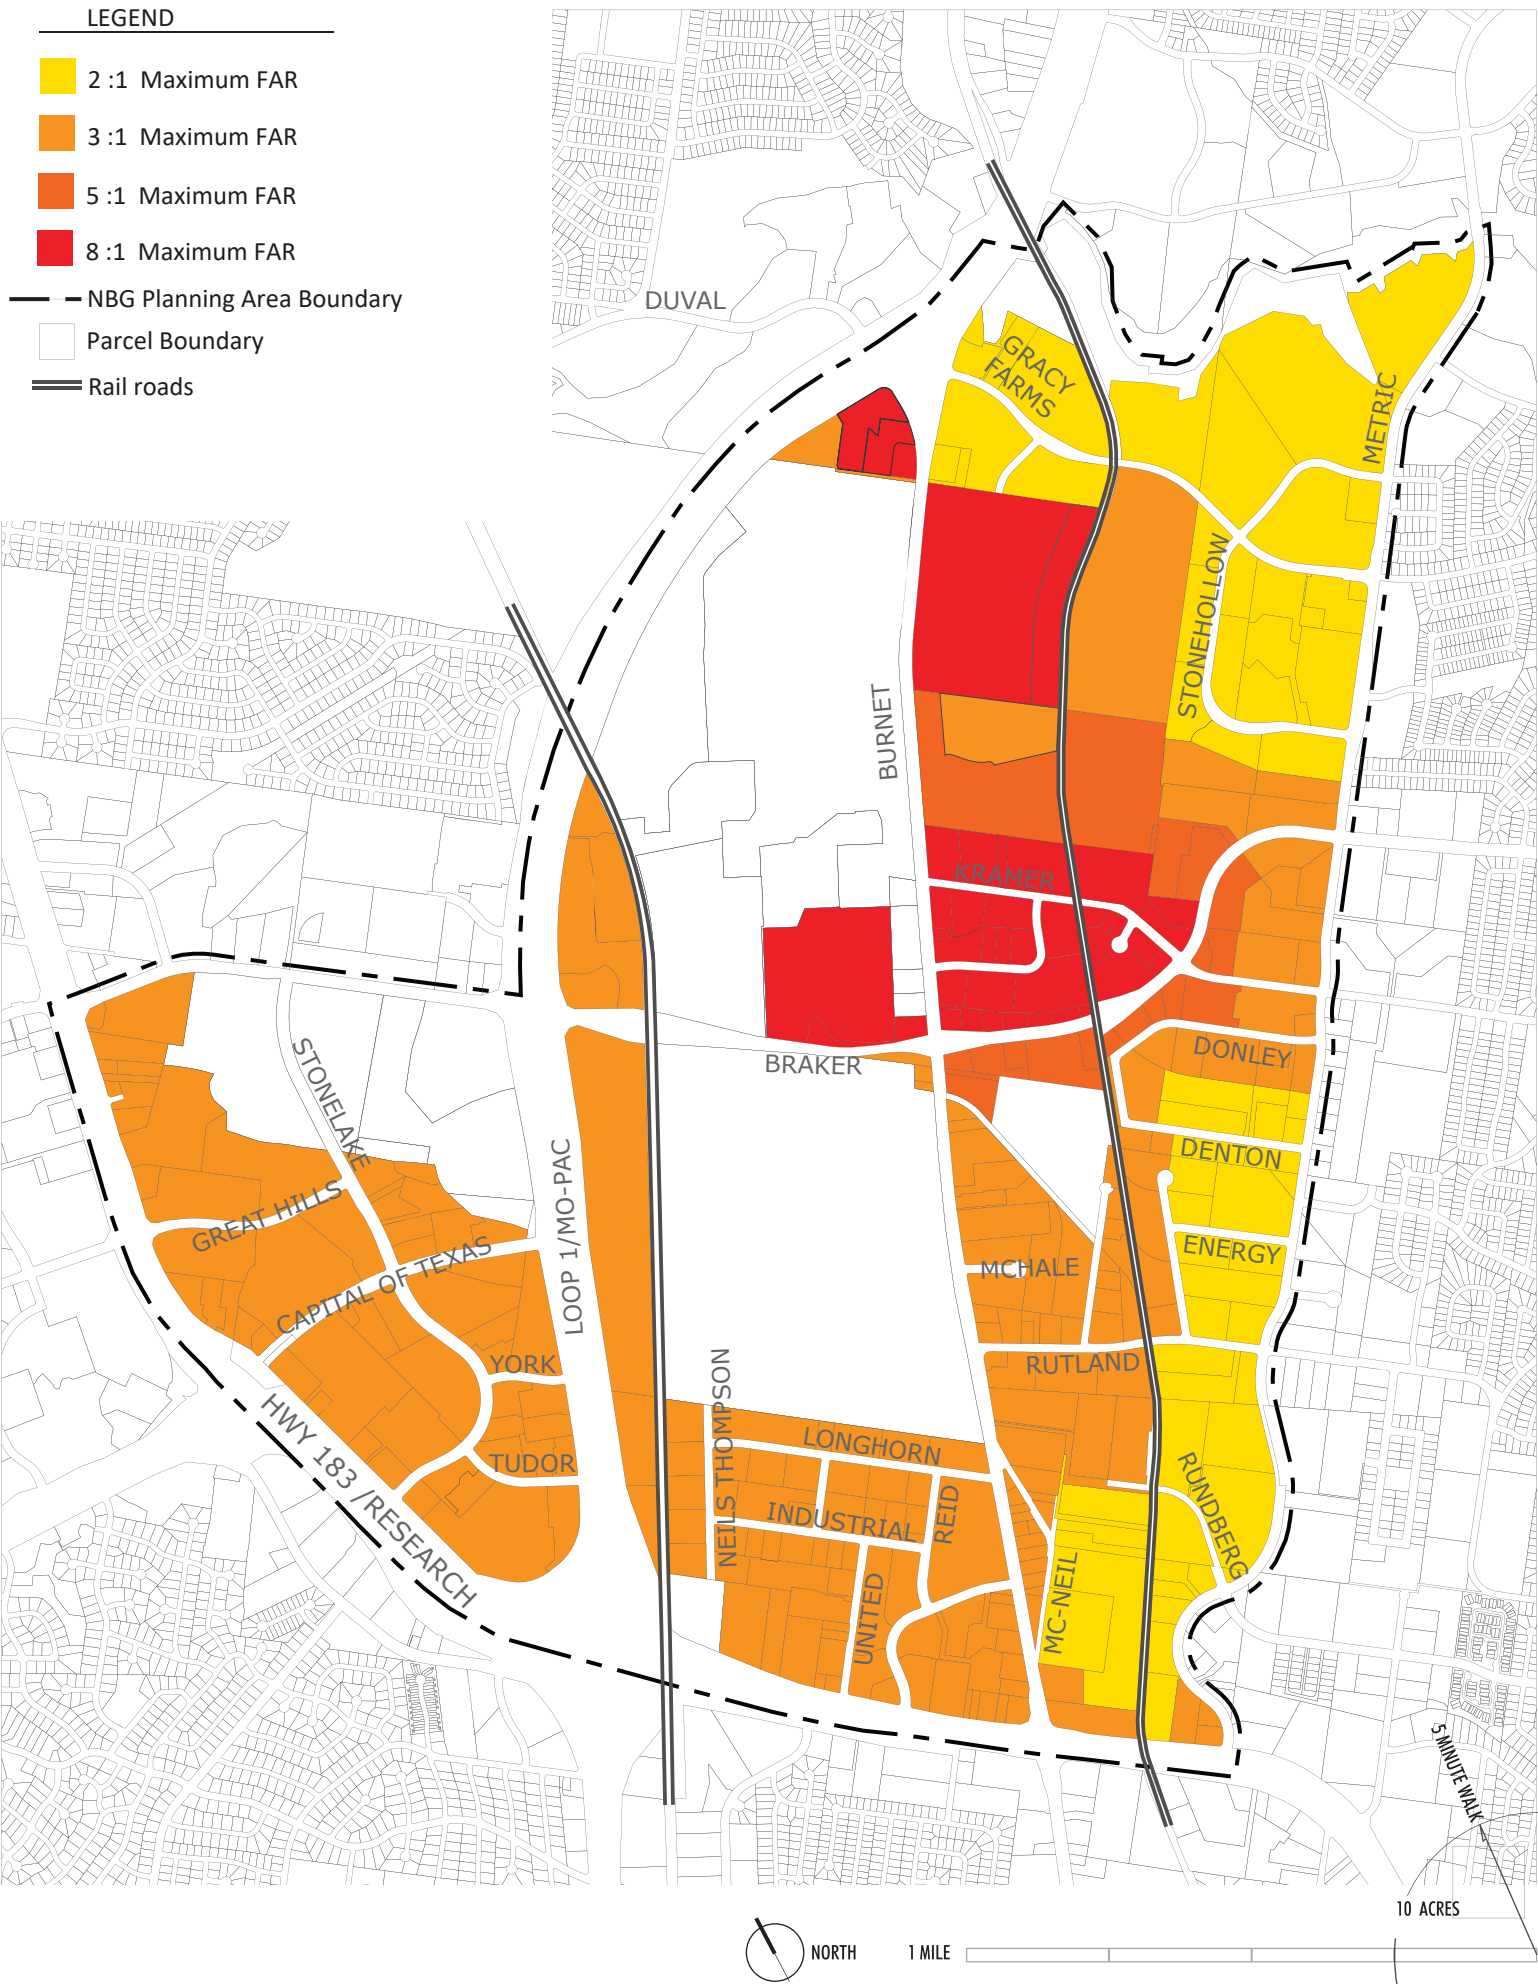 LEGEND
2 :1 Maximum FAR
3 :1 Maximum FAR
5 :1 Maximum FAR
8 :1 Maximum FAR
NBG Planning Area Boundary
Parcel Boundary
Rail roads
DUVAL
GRACY
FARMS
METRIC
STONEHOLLOW
BURNET
KRAMER
BRAKER
DONLEY
STONELAKE
DENTON
GREAT HILLS
LOOP 1/MO-PAC
CAPITAL OF TEXAS
ENERGY
MCHALE
YORK
RUTLAND
HWY 183 /RESEARCH
NEILS THOMPSON
LONGHORN
TUDOR
INDUSTRIAL
REID
RUNDBERG
UNITED
MC-NEIL
5 MINUTE WALK
10 ACRES
NORTH
1 MILE